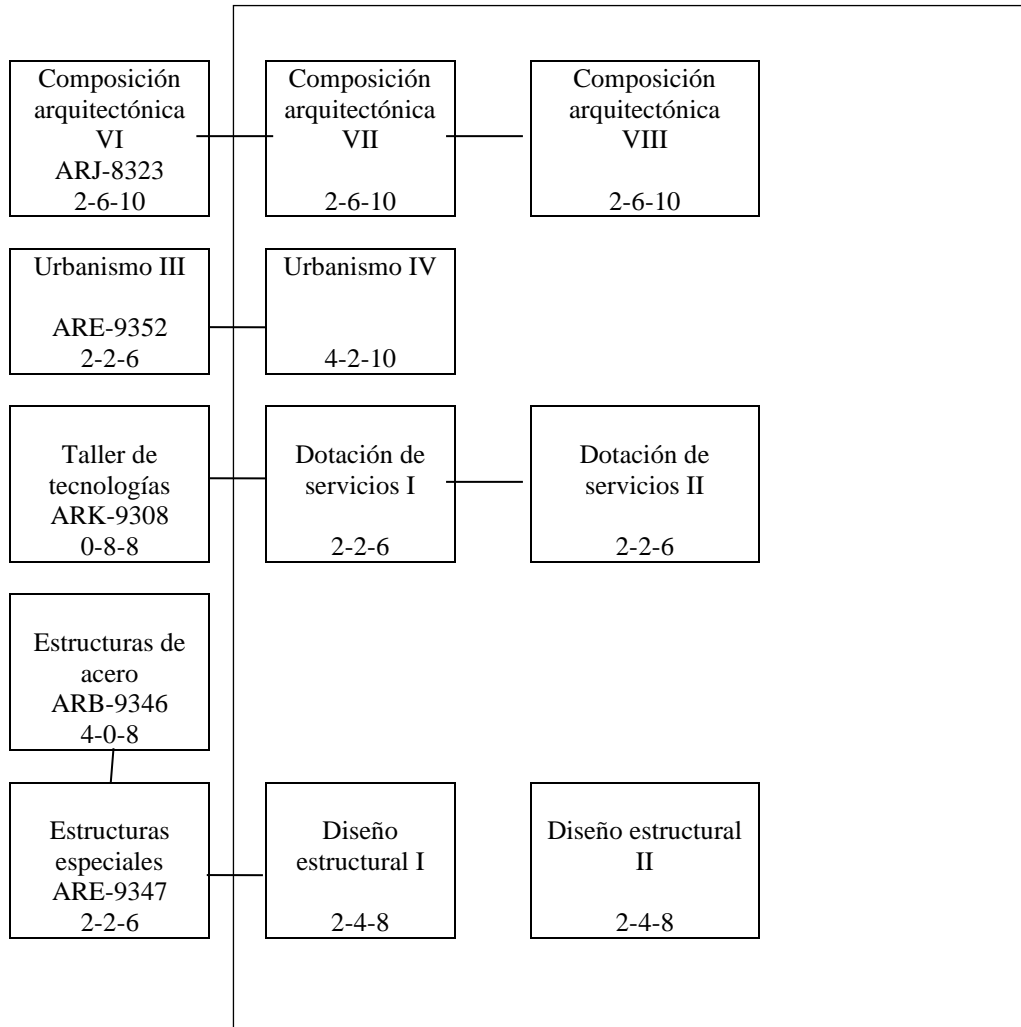 Composición
arquitectónica
VI
ARJ-8323
2-6-10
Composición
arquitectónica
VII
2-6-10
Composición
arquitectónica
VIII
2-6-10
Urbanismo III
ARE-9352
2-2-6
Urbanismo IV
4-2-10
Taller de
tecnologías
ARK-9308
0-8-8
Dotación de
servicios I
2-2-6
Dotación de
servicios II
2-2-6
Estructuras de
acero
ARB-9346
4-0-8
Estructuras
especiales
ARE-9347
2-2-6
Diseño
estructural I
2-4-8
Diseño estructural
II
2-4-8